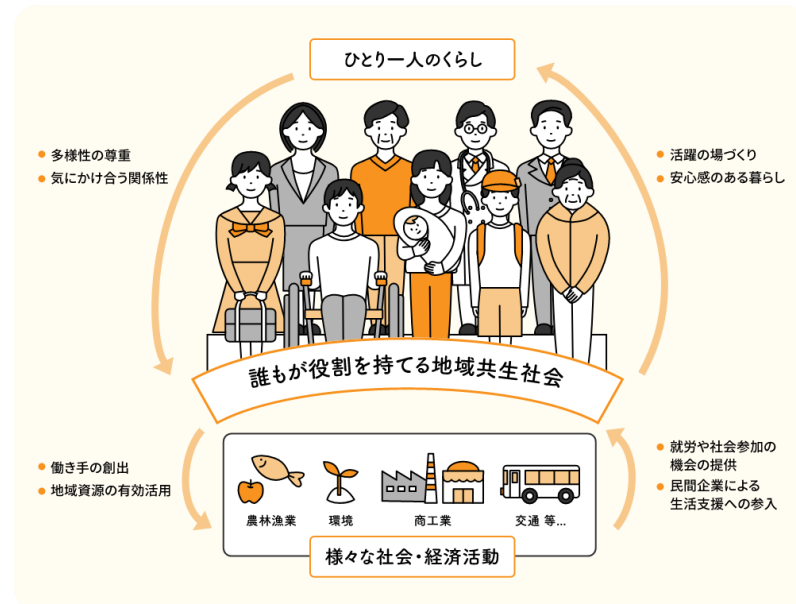 ひとり一人のくらし
多様性の尊重
気にかけ合う関係性
活躍の場づくり
安心感のある暮らし
誰もが役割を持てる地域共生社会
働き手の創出
地域資源の有効活用
就労や社会参加の
機会の提供
民間企業による
生活支援への参入
農林漁業
環境
商工業
交通 等...
様々な社会・経済活動